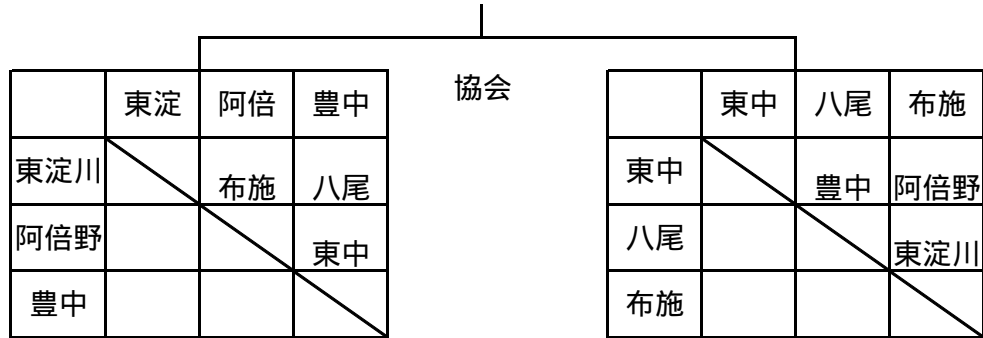 協会
東淀 阿倍 豊中
東淀川 布施 八尾
阿倍野 東中
豊中
東中 八尾 布施
東中 豊中 阿倍野
八尾 東淀川
布施